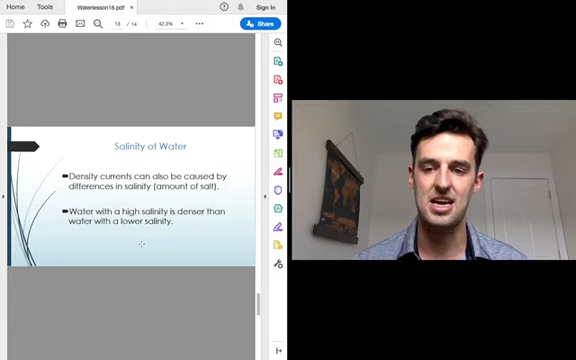 Home Tools Waterlesson16.pdf × Sign In
13 / 14 42.3% Share
Salinity of Water
Density currents can also be caused by
differences in salinity (amount of salt).
Water with a high salinity is denser than
water with a lower salinity.